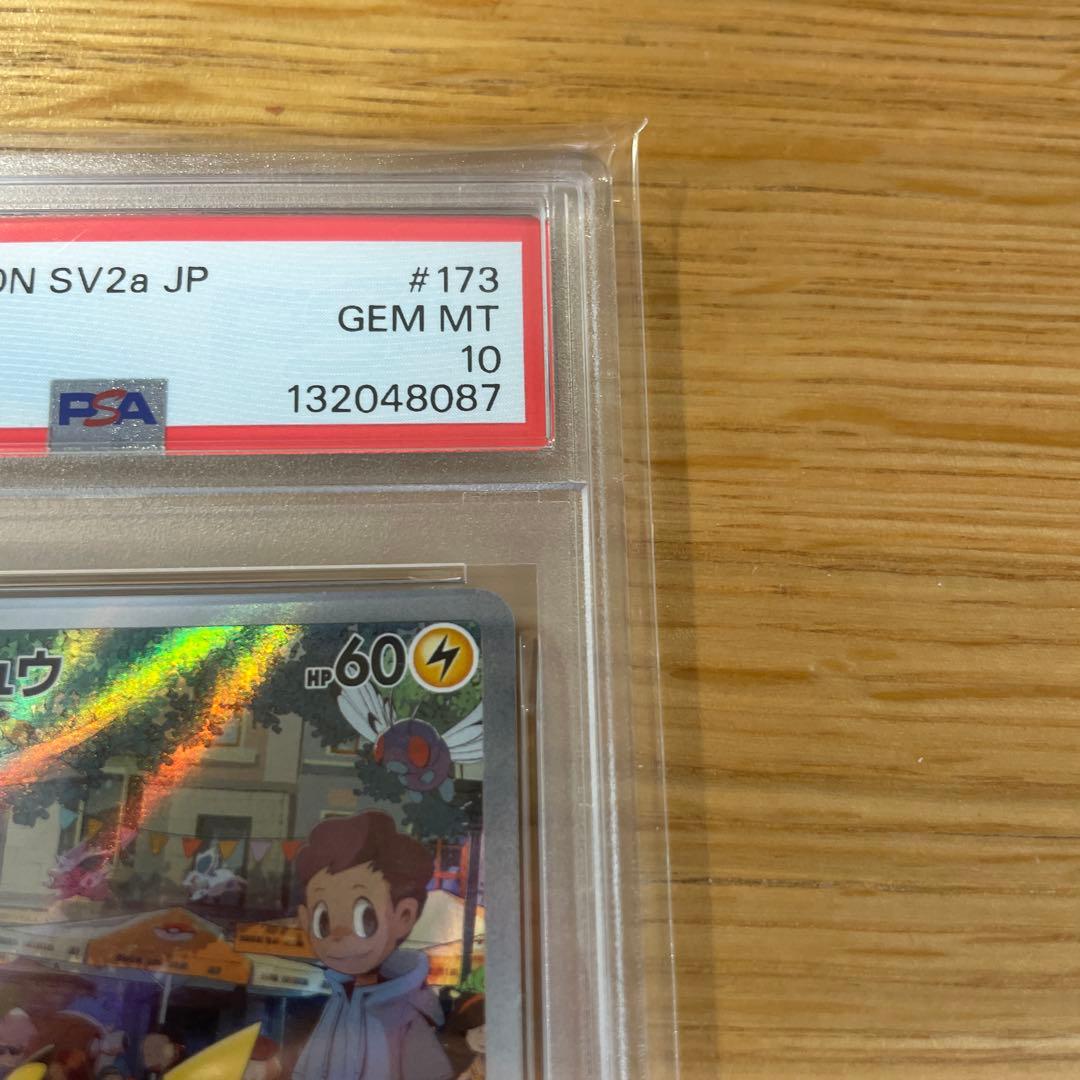 ON SV2a JP #173
GEM MT
10
PSA 132048087
ュウ HP60